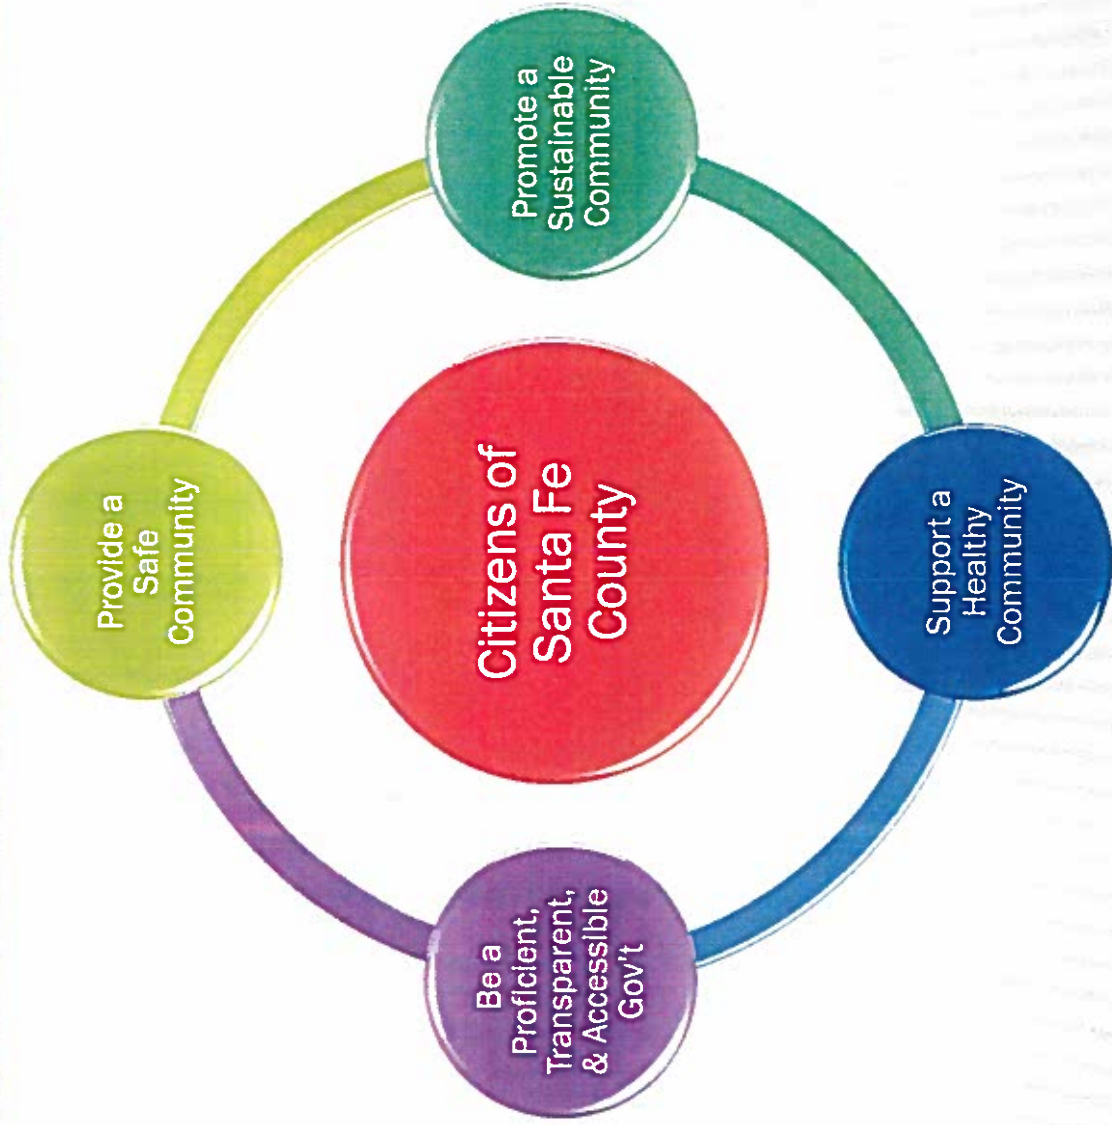 Be a
Proficient,
Transparent,
& Accessible
Gov't
Support a
Healthy
Community
Citizens of
Santa Fe
County
Provide a
Safe
Community
Promote a
Sustainable
Community